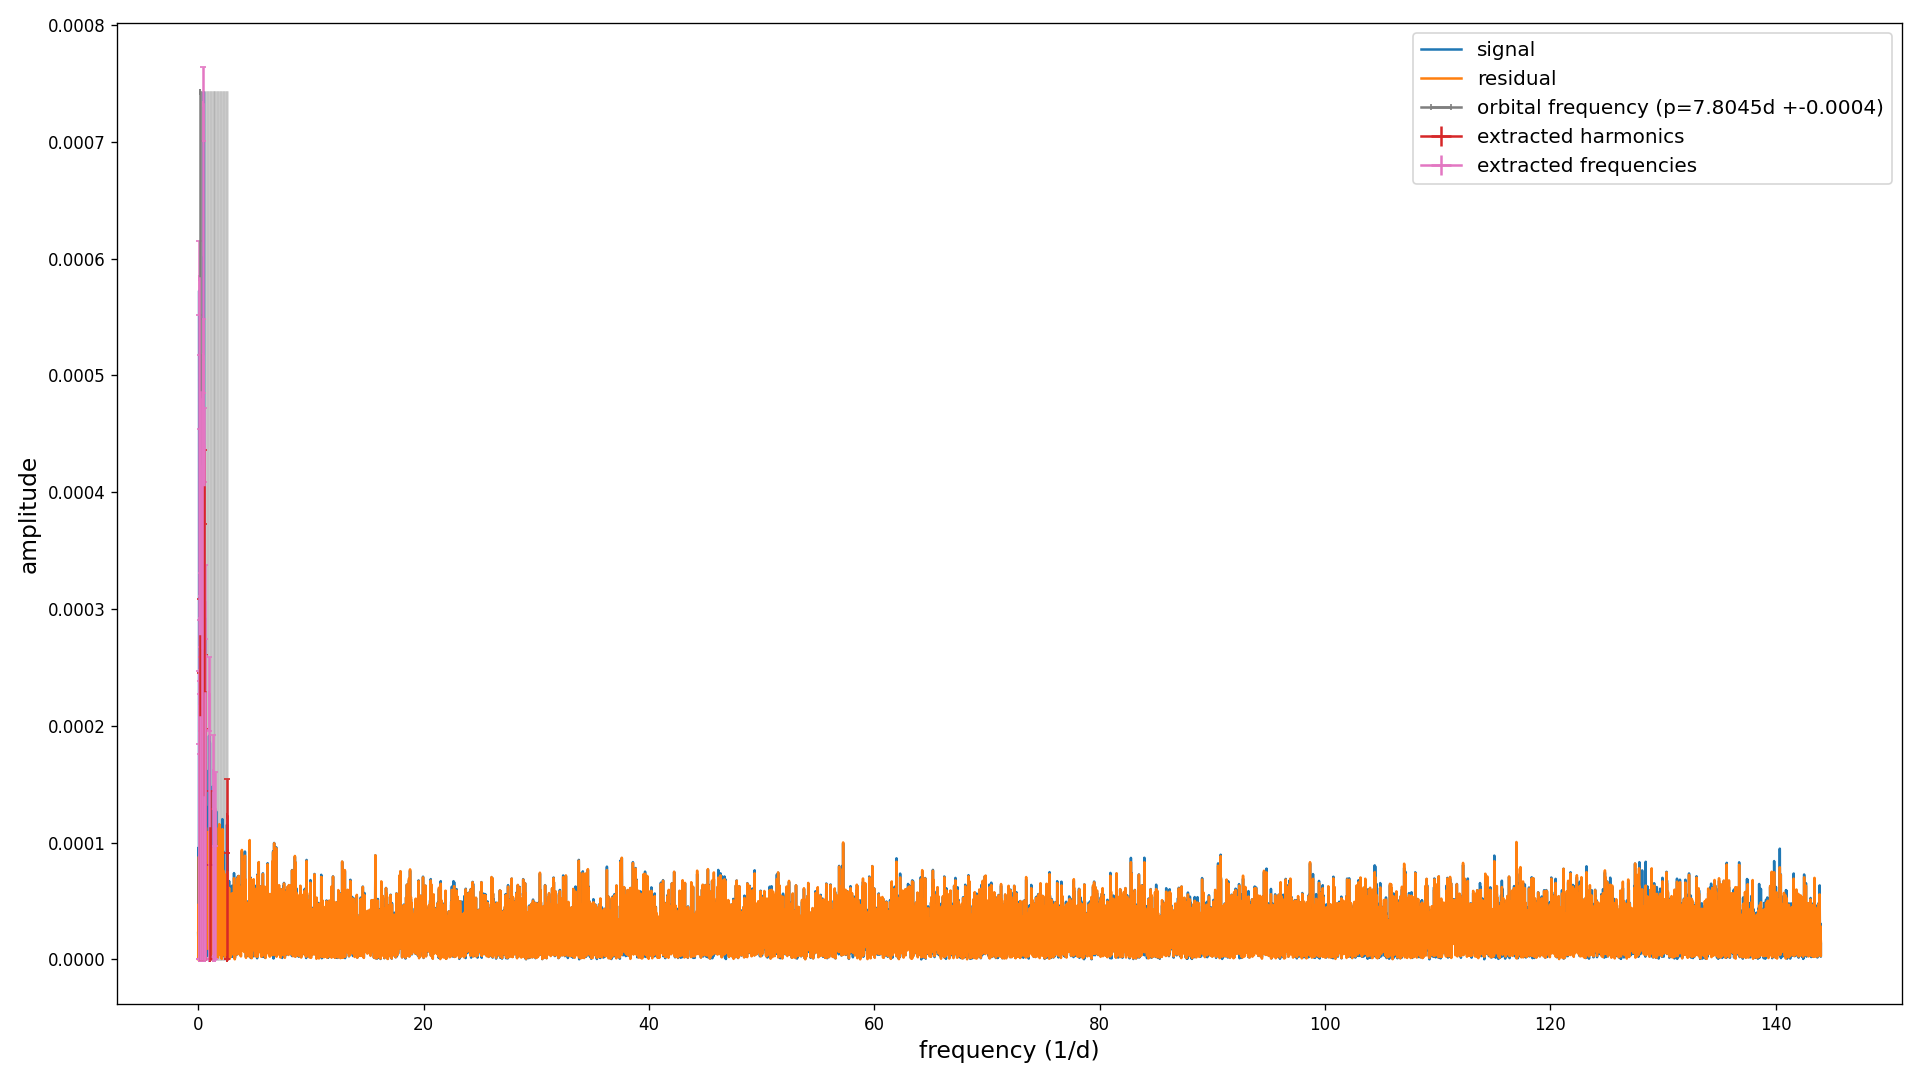 0.0008
0.0007
0.0006
0.0005
0.0004
0.0003
0.0002
0.0001
0.0000
amplitude
0
20
40
60
80
100
120
140
frequency (1/d)
signal
residual
orbital frequency (p=7.8045d +-0.0004)
extracted harmonics
extracted frequencies